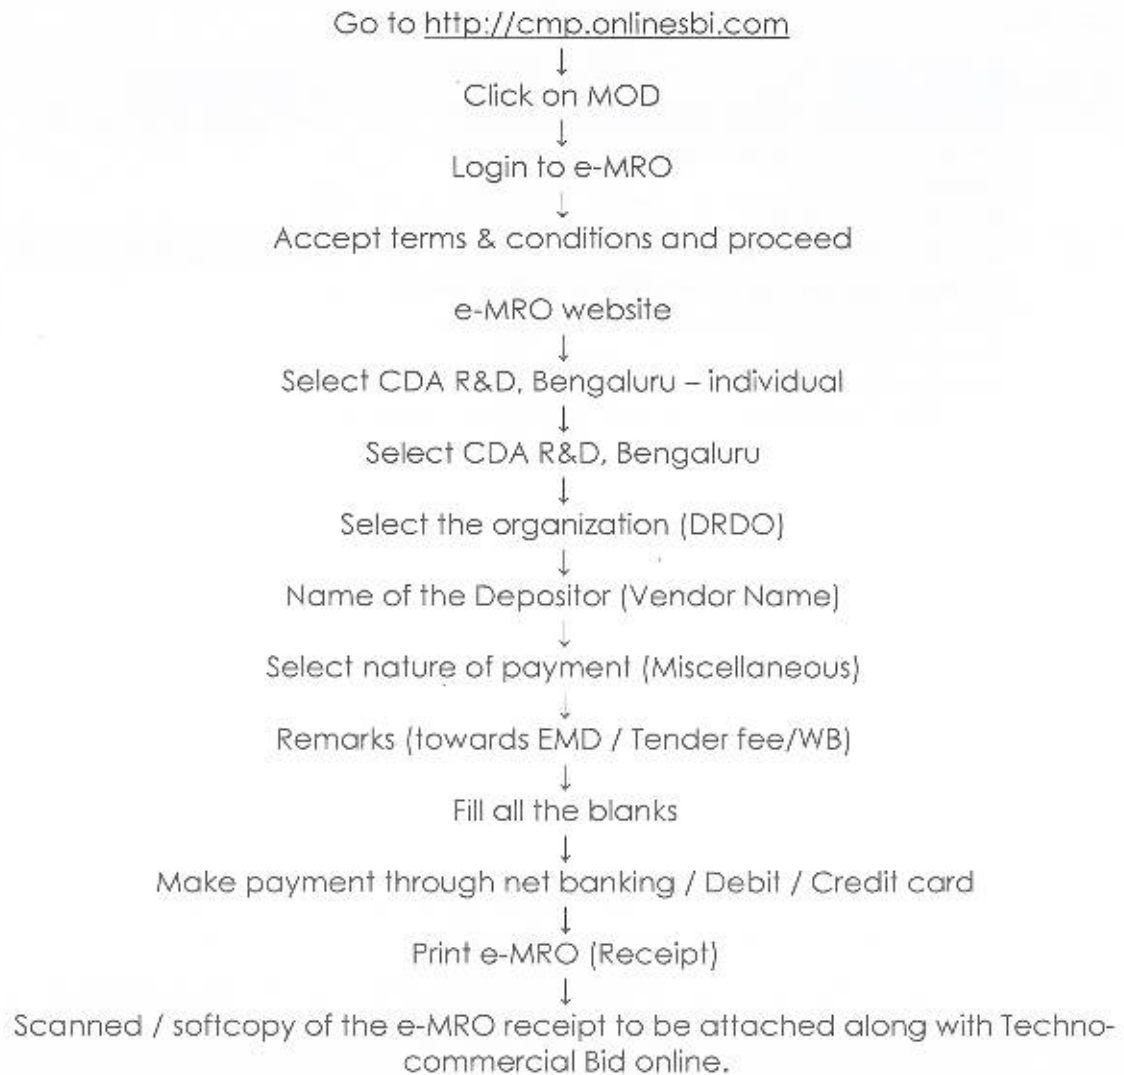 Go to http://cmp.onlinesbi.com
↓
Click on MOD
↓
Login to e-MRO
↓
Accept terms & conditions and proceed
e-MRO website
↓
Select CDA R&D, Bengaluru – individual
↓
Select CDA R&D, Bengaluru
↓
Select the organization (DRDO)
↓
Name of the Depositor (Vendor Name)
↓
Select nature of payment (Miscellaneous)
↓
Remarks (towards EMD / Tender fee/WB)
↓
Fill all the blanks
↓
Make payment through net banking / Debit / Credit card
↓
Print e-MRO (Receipt)
↓
Scanned / softcopy of the e-MRO receipt to be attached along with Techno-
commercial Bid online.